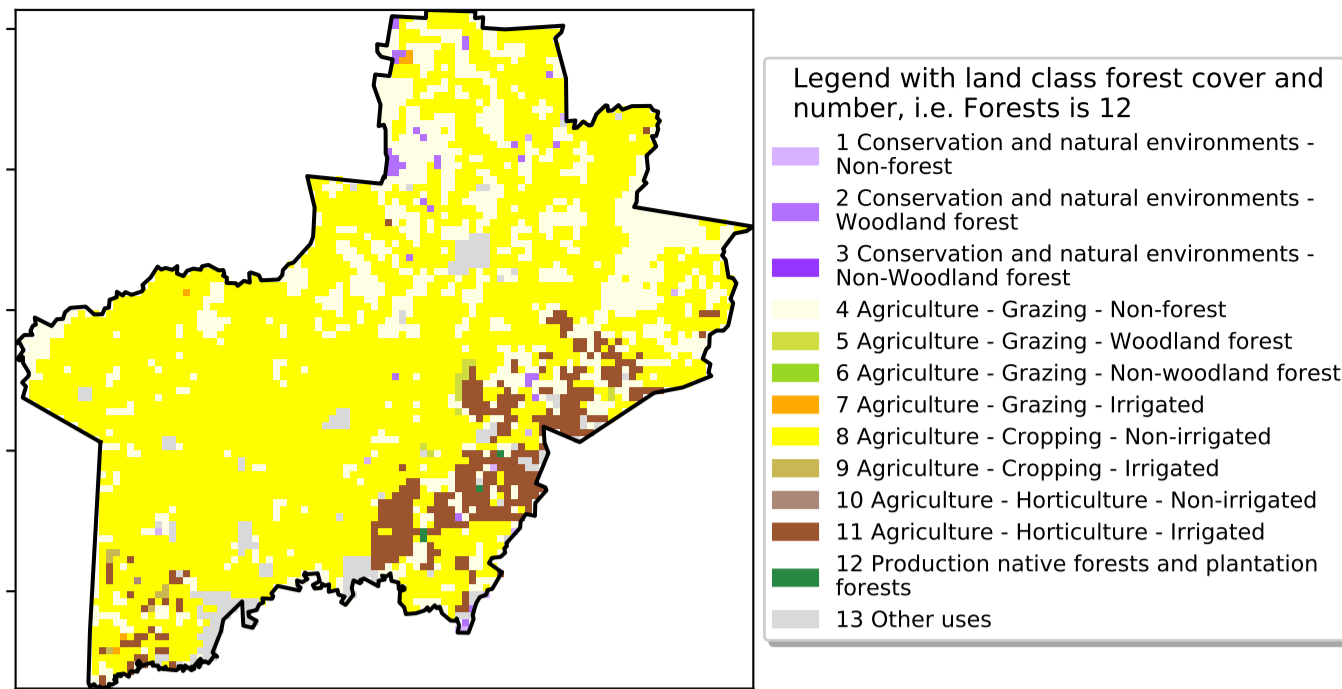 Legend with land class forest cover and
number, i.e. Forests is 12
1 Conservation and natural environments -
Non-forest
2 Conservation and natural environments -
Woodland forest
3 Conservation and natural environments -
Non-Woodland forest
4 Agriculture - Grazing - Non-forest
5 Agriculture - Grazing - Woodland forest
6 Agriculture - Grazing - Non-woodland forest
7 Agriculture - Grazing - Irrigated
8 Agriculture - Cropping - Non-irrigated
9 Agriculture - Cropping - Irrigated
10 Agriculture - Horticulture - Non-irrigated
11 Agriculture - Horticulture - Irrigated
12 Production native forests and plantation
forests
13 Other uses